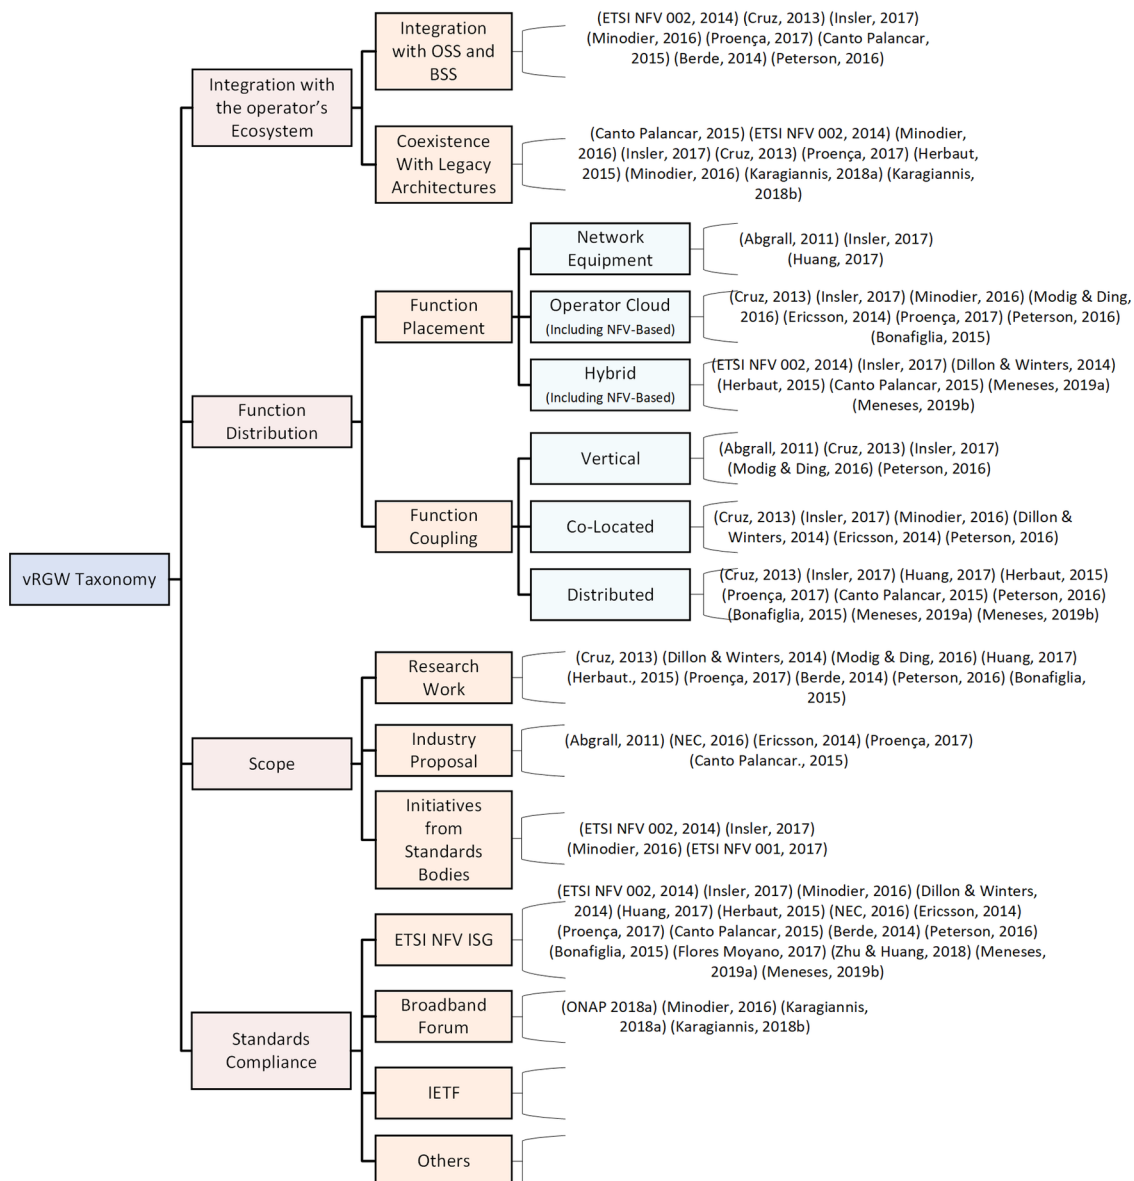 vRGW Taxonomy
Integration with
the operator's
Ecosystem
Integration
with OSS and
BSS
(ETSI NFV 002, 2014) (Cruz, 2013) (Insler, 2017)
(Minodier, 2016) (Proença, 2017) (Canto Palancar,
2015) (Berde, 2014) (Peterson, 2016)
Coexistence
With Legacy
Architectures
(Canto Palancar, 2015) (ETSI NFV 002, 2014) (Minodier,
2016) (Insler, 2017) (Cruz, 2013) (Proença, 2017) (Herbaut,
2015) (Minodier, 2016) (Karagiannis, 2018a) (Karagiannis,
2018b)
Function
Distribution
Function
Placement
Network
Equipment
(Abgrall, 2011) (Insler, 2017)
(Huang, 2017)
Operator Cloud
(Including NFV-Based)
(Cruz, 2013) (Insler, 2017) (Minodier, 2016) (Modig & Ding,
2016) (Ericsson, 2014) (Proença, 2017) (Peterson, 2016)
(Bonafiglia, 2015)
Hybrid
(Including NFV-Based)
(ETSI NFV 002, 2014) (Insler, 2017) (Dillon & Winters, 2014)
(Herbaut, 2015) (Canto Palancar, 2015) (Meneses, 2019a)
(Meneses, 2019b)
Function
Coupling
Vertical
(Abgrall, 2011) (Cruz, 2013) (Insler, 2017)
(Modig & Ding, 2016) (Peterson, 2016)
Co-Located
(Cruz, 2013) (Insler, 2017) (Minodier, 2016) (Dillon &
Winters, 2014) (Ericsson, 2014) (Peterson, 2016)
Distributed
(Cruz, 2013) (Insler, 2017) (Huang, 2017) (Herbaut, 2015)
(Proença, 2017) (Canto Palancar, 2015) (Peterson, 2016)
(Bonafiglia, 2015) (Meneses, 2019a) (Meneses, 2019b)
Scope
Research
Work
(Cruz, 2013) (Dillon & Winters, 2014) (Modig & Ding, 2016) (Huang, 2017)
(Herbaut., 2015) (Proença, 2017) (Berde, 2014) (Peterson, 2016) (Bonafiglia,
2015)
Industry
Proposal
(Abgrall, 2011) (NEC, 2016) (Ericsson, 2014) (Proença, 2017)
(Canto Palancar., 2015)
Initiatives
from
Standards
Bodies
(ETSI NFV 002, 2014) (Insler, 2017)
(Minodier, 2016) (ETSI NFV 001, 2017)
Standards
Compliance
ETSI NFV ISG
(ETSI NFV 002, 2014) (Insler, 2017) (Minodier, 2016) (Dillon & Winters,
2014) (Huang, 2017) (Herbaut, 2015) (NEC, 2016) (Ericsson, 2014)
(Proença, 2017) (Canto Palancar, 2015) (Berde, 2014) (Peterson, 2016)
(Bonafiglia, 2015) (Flores Moyano, 2017) (Zhu & Huang, 2018) (Meneses,
2019a) (Meneses, 2019b)
Broadband
Forum
(ONAP 2018a) (Minodier, 2016) (Karagiannis,
2018a) (Karagiannis, 2018b)
IETF
Others